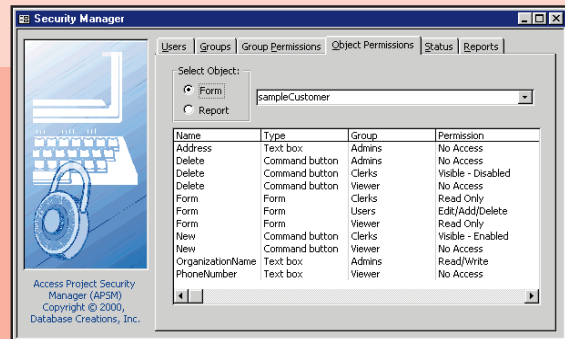 Security Manager
Users Groups Group Permissions Object Permissions Status Reports
Select Object:
Form
sampleCustomer
Report
Name Type Group Permission
Address Text box Admins No Access
Delete Command button Admins No Access
Delete Command button Clerks Visible - Disabled
Delete Command button Viewer No Access
Form Form Clerks Read Only
Form Form Users Edit/Add/Delete
Form Form Viewer Read Only
New Command button Clerks Visible - Enabled
New Command button Viewer No Access
OrganizationName Text box Admins Read/Write
PhoneNumber Text box Viewer No Access
Access Project Security
Manager (APSM)
Copyright © 2000,
Database Creations, Inc.